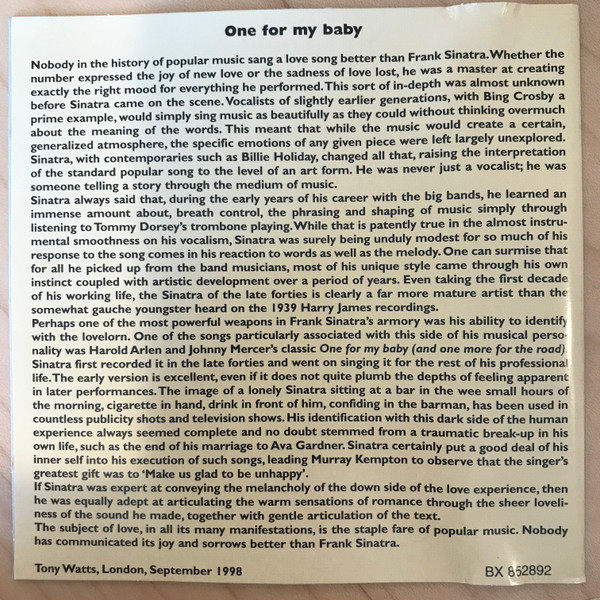 One for my baby
Nobody in the history of popular music sang a love song better than Frank Sinatra. Whether the
number expressed the joy of new love or the sadness of love lost, he was a master at creating
exactly the right mood for everything he performed. This sort of in-depth was almost unknown
before Sinatra came on the scene. Vocalists of slightly earlier generations, with Bing Crosby a
prime example, would simply sing music as beautifully as they could without thinking overmuch
about the meaning of the words. This meant that while the music would create a certain,
generalized atmosphere, the specific emotions of any given piece were left largely unexplored.
Sinatra, with contemporaries such as Billie Holiday, changed all that, raising the interpretation
of the standard popular song to the level of an art form. He was never just a vocalist; he was
someone telling a story through the medium of music.
Sinatra always said that, during the early years of his career with the big bands, he learned an
immense amount about, breath control, the phrasing and shaping of music simply through
listening to Tommy Dorsey's trombone playing. While that is patently true in the almost instru-
mental smoothness on his vocalism, Sinatra was surely being unduly modest for so much of his
response to the song comes in his reaction to words as well as the melody. One can surmise that
for all he picked up from the band musicians, most of his unique style came through his own
instinct coupled with artistic development over a period of years. Even taking the first decade
of his working life, the Sinatra of the late forties is clearly a far more mature artist than the
somewhat gauche youngster heard on the 1939 Harry James recordings.
Perhaps one of the most powerful weapons in Frank Sinatra's armory was his ability to identify
with the lovelorn. One of the songs particularly associated with this side of his musical perso-
nality was Harold Arlen and Johnny Mercer's classic One for my baby (and one more for the road).
Sinatra first recorded it in the late forties and went on singing it for the rest of his professional
life. The early version is excellent, even if it does not quite plumb the depths of feeling apparent
in later performances. The image of a lonely Sinatra sitting at a bar in the wee small hours of
the morning, cigarette in hand, drink in front of him, confiding in the barman, has been used in
countless publicity shots and television shows. His identification with this dark side of the human
experience always seemed complete and no doubt stemmed from a traumatic break-up in his
own life, such as the end of his marriage to Ava Gardner. Sinatra certainly put a good deal of his
inner self into his execution of such songs, leading Murray Kempton to observe that the singer's
greatest gift was to 'Make us glad to be unhappy'.
If Sinatra was expert at conveying the melancholy of the down side of the love experience, then
he was equally adept at articulating the warm sensations of romance through the sheer loveli-
ness of the sound he made, together with gentle articulation of the text.
The subject of love, in all its many manifestations, is the staple fare of popular music. Nobody
has communicated its joy and sorrows better than Frank Sinatra.
Tony Watts, London, September 1998
BX 852892